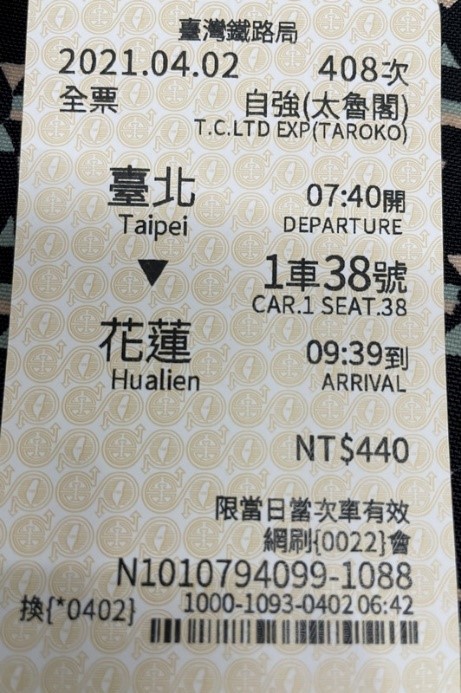 臺灣鐵路局
2021.04.02 408次
全票 自強(太魯閣)
T.C.LTD EXP(TAROKO)
臺北 07:40開
Taipei DEPARTURE
1車38號
CAR.1 SEAT.38
花蓮 09:39到
Hualien ARRIVAL
NT$440
限當日當次車有效
網刷{0022}會
N1010794099-1088
換{*0402} 1000-1093-0402 06:42